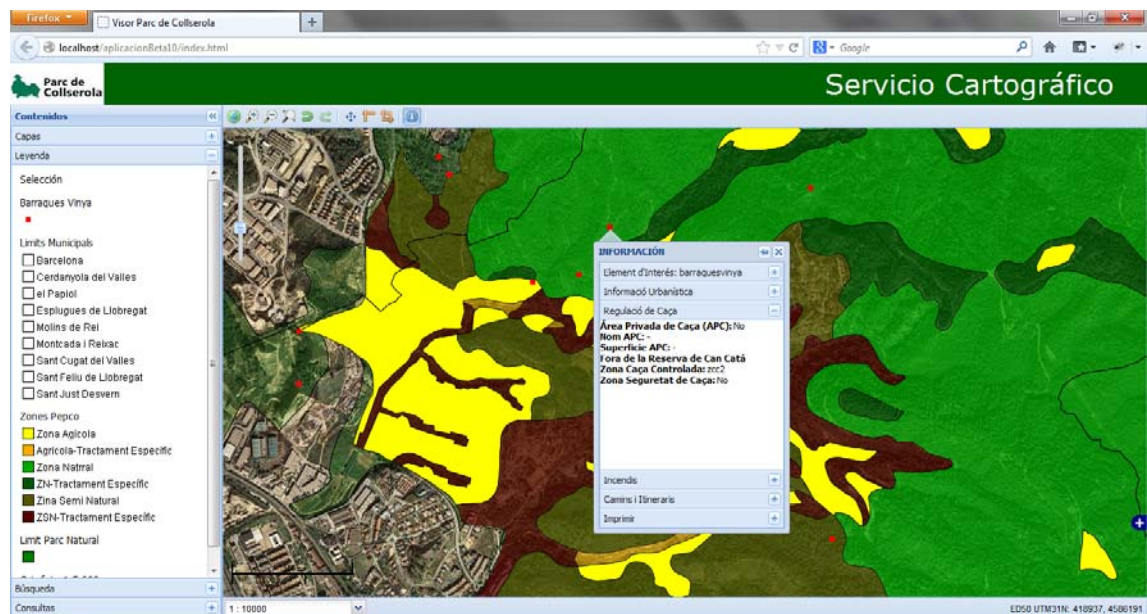 Firefox
Visor Parc de Collserola
localhost/aplicacionBeta10/index.html
Google
Parc de
Collserola
Servicio Cartográfico
Contenidos
Capas
Leyenda
Selección
Barraques Vinya
Limits Municipals
Barcelona
Cerdanyola del Valles
el Papiol
Esplugues de Llobregat
Molins de Rei
Montcada i Reixac
Sant Cugat del Valles
Sant Feliu de Llobregat
Sant Just Desvern
Zones Pepco
Zona Agicola
Agricola-Tractament Específic
Zona Natrral
ZN-Tractament Específic
Zina Semi Natural
ZSN-Tractament Específic
Limit Parc Natural
Búsqueda
Consultas
INFORMACIÓN
Element d'Interés: barraquesvinya
Informació Urbanística
Regulació de Caça
Área Privada de Caça (APC): No
Nom APC: -
Superficie APC: -
Fora de la Reserva de Can Catá
Zona Caça Controlada: zcc2
Zona Seguretat de Caça: No
Incendis
Camins i Itineraris
Imprimir
1 : 10000
ED50 UTM31N: 418937, 4586191